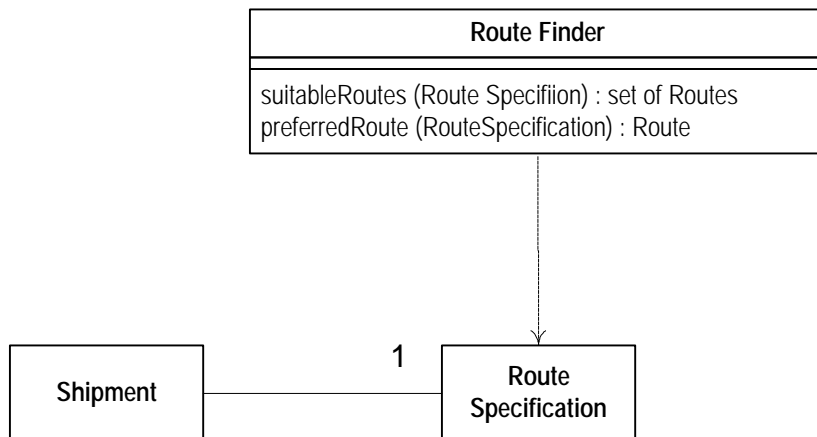 Route Finder
suitableRoutes (Route Specifiion) : set of Routes
preferredRoute (RouteSpecification) : Route
1
Shipment
Route
Specification